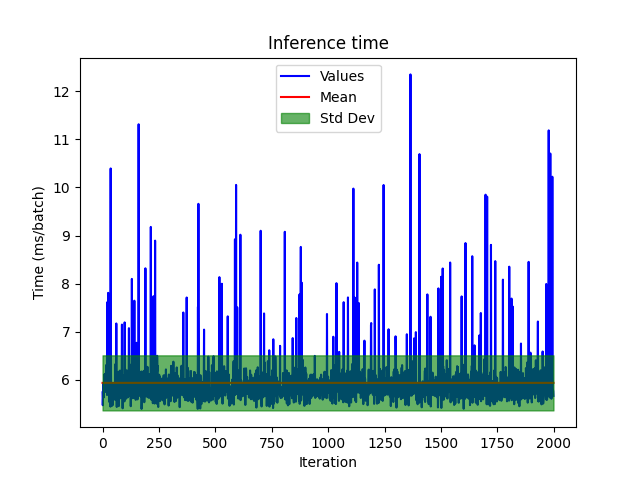 Inference time
Values
Mean
Std Dev
Time (ms/batch)
12
11
10
9
8
7
6
0 250 500 750 1000 1250 1500 1750 2000
Iteration